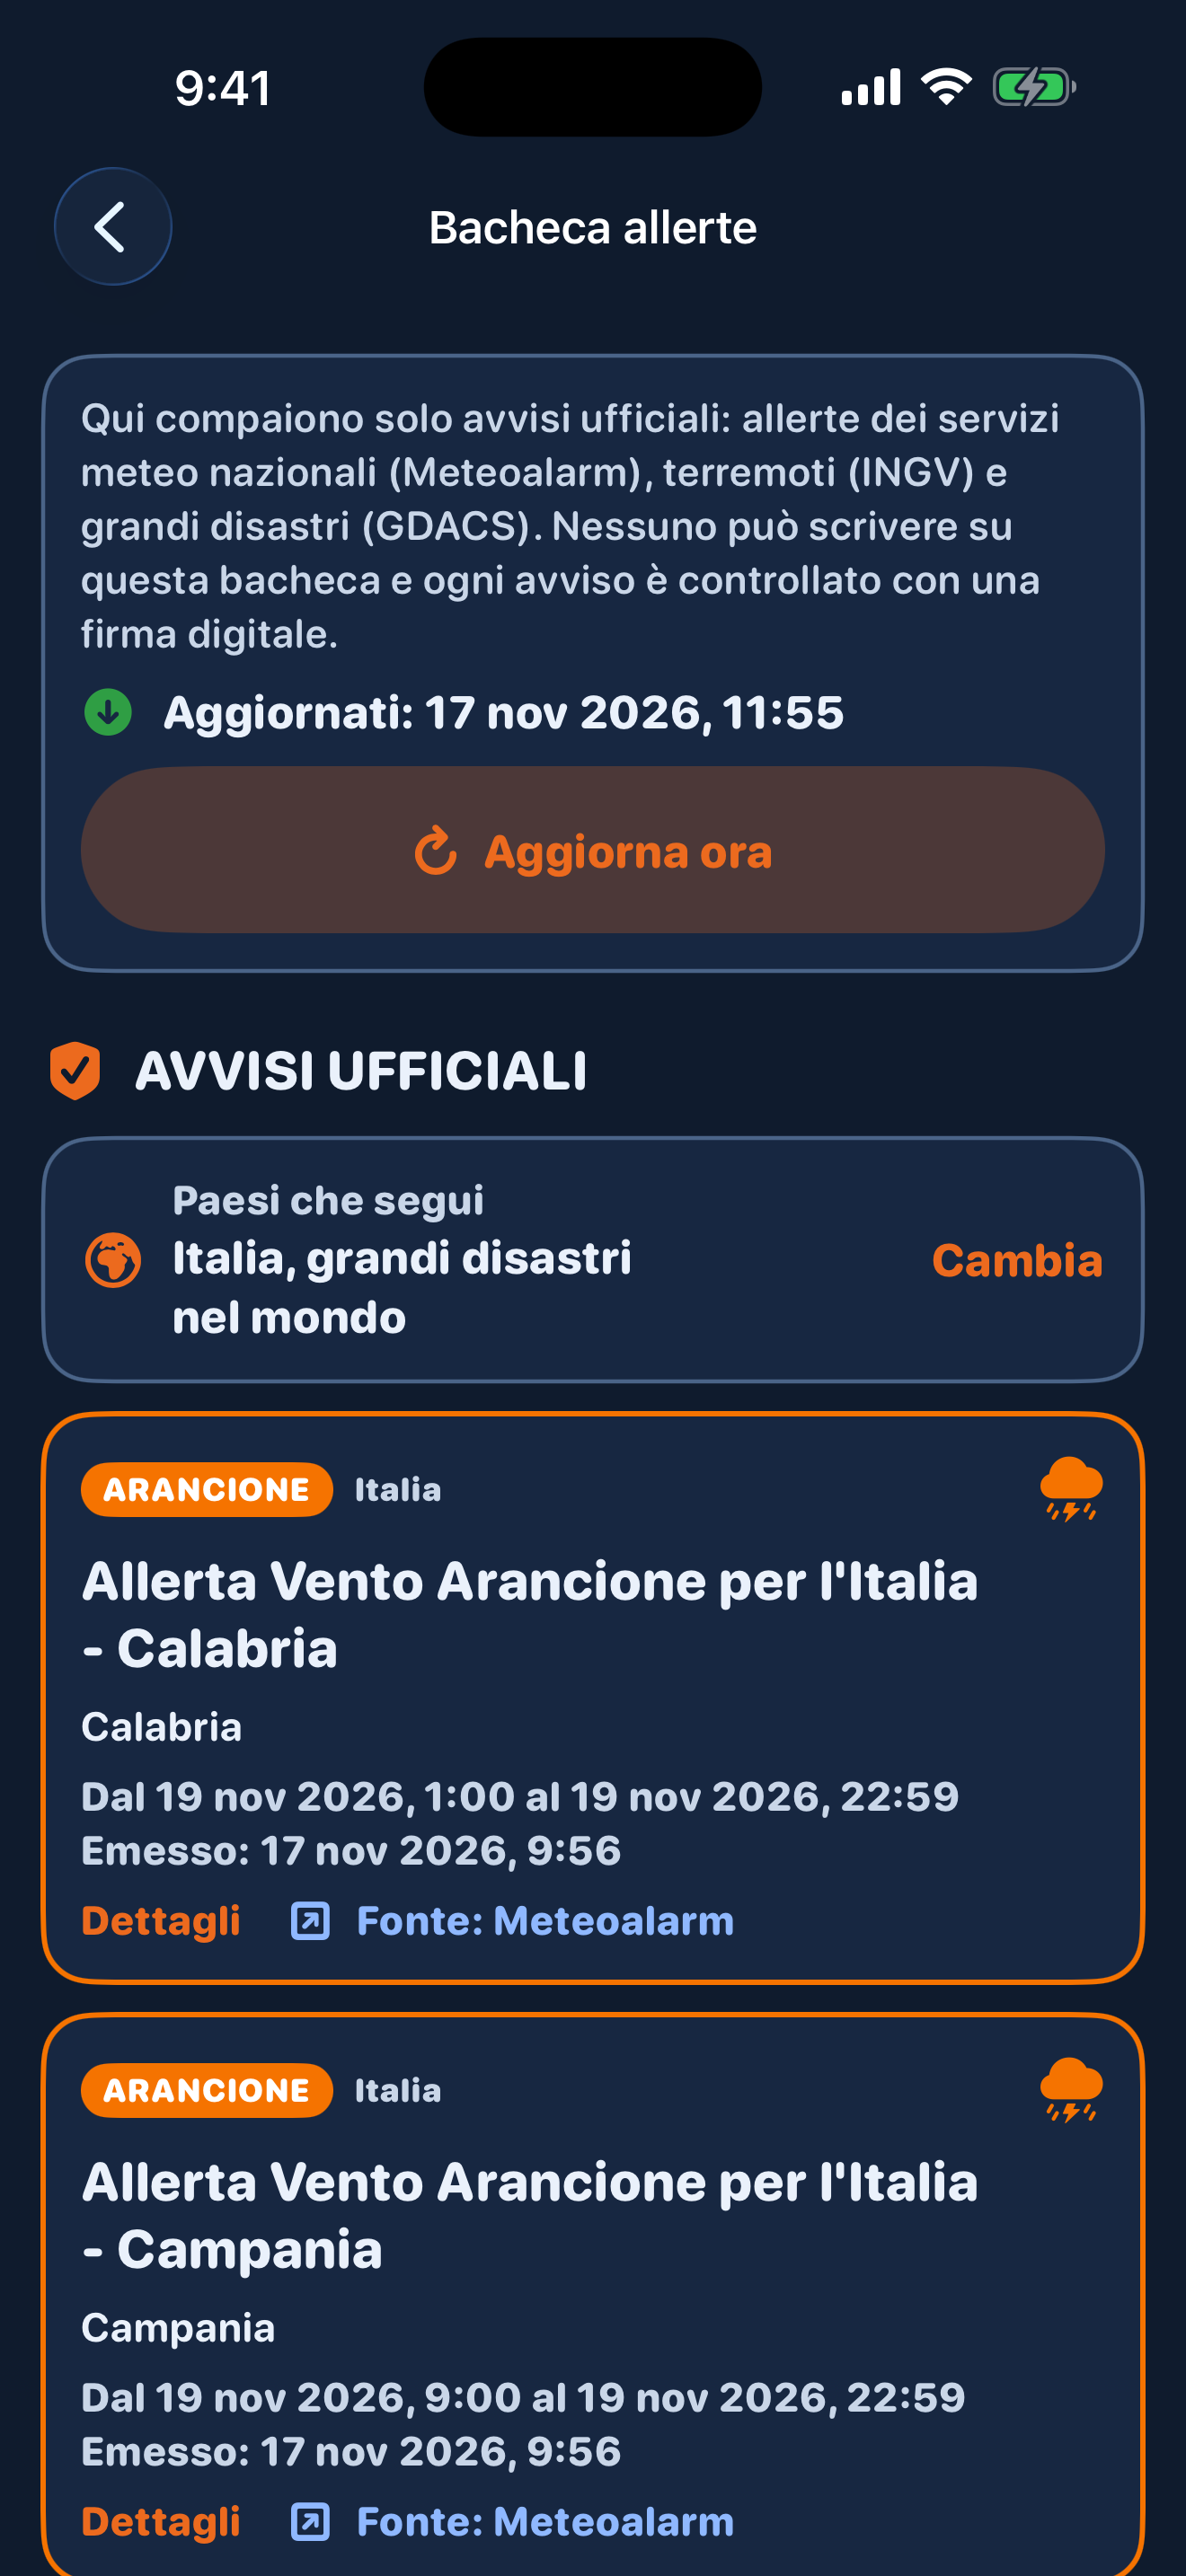 9:41
Bacheca allerte
Qui compaiono solo avvisi ufficiali: allerte dei servizi
meteo nazionali (Meteoalarm), terremoti (INGV) e
grandi disastri (GDACS). Nessuno può scrivere su
questa bacheca e ogni avviso è controllato con una
firma digitale.
Aggiornati: 17 nov 2026, 11:55
Aggiorna ora
AVVISI UFFICIALI
Paesi che segui
Italia, grandi disastri
nel mondo
Cambia
ARANCIONE Italia
Allerta Vento Arancione per l'Italia
- Calabria
Calabria
Dal 19 nov 2026, 1:00 al 19 nov 2026, 22:59
Emesso: 17 nov 2026, 9:56
Dettagli Fonte: Meteoalarm
ARANCIONE Italia
Allerta Vento Arancione per l'Italia
- Campania
Campania
Dal 19 nov 2026, 9:00 al 19 nov 2026, 22:59
Emesso: 17 nov 2026, 9:56
Dettagli Fonte: Meteoalarm